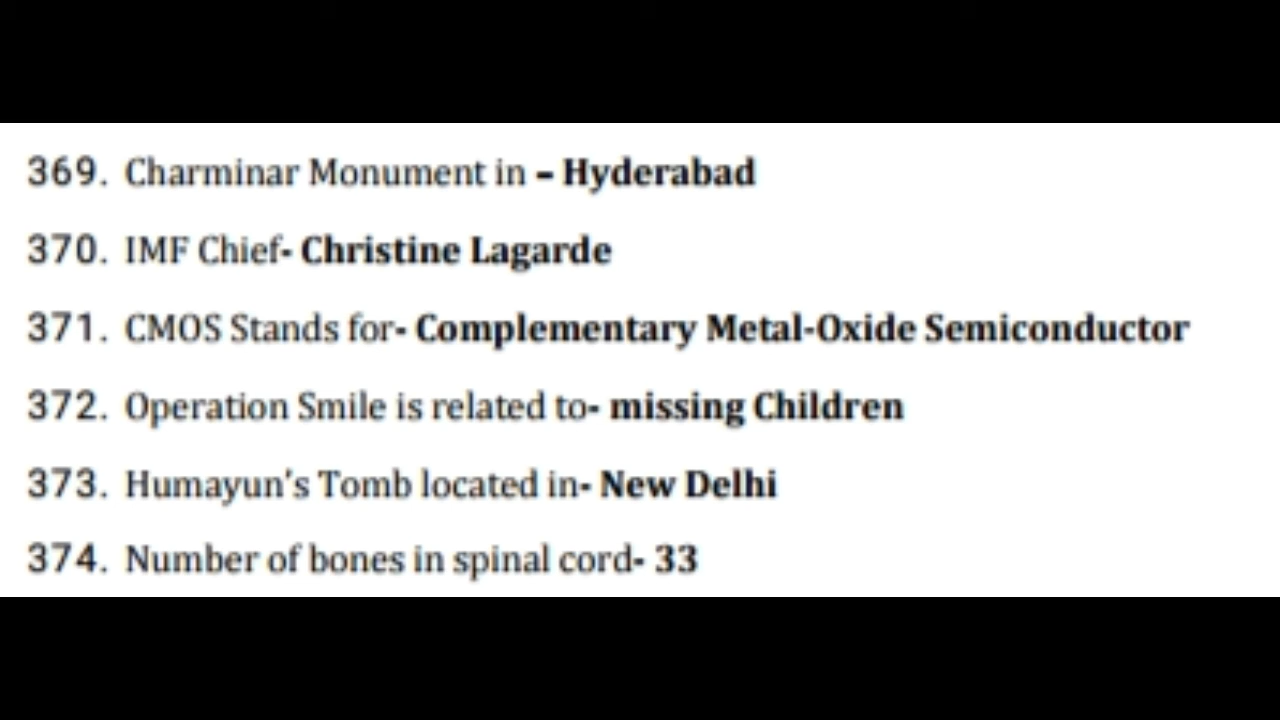 369. Charminar Monument in – Hyderabad
370. IMF Chief- Christine Lagarde
371. CMOS Stands for- Complementary Metal-Oxide Semiconductor
372. Operation Smile is related to- missing Children
373. Humayun's Tomb located in- New Delhi
374. Number of bones in spinal cord- 33